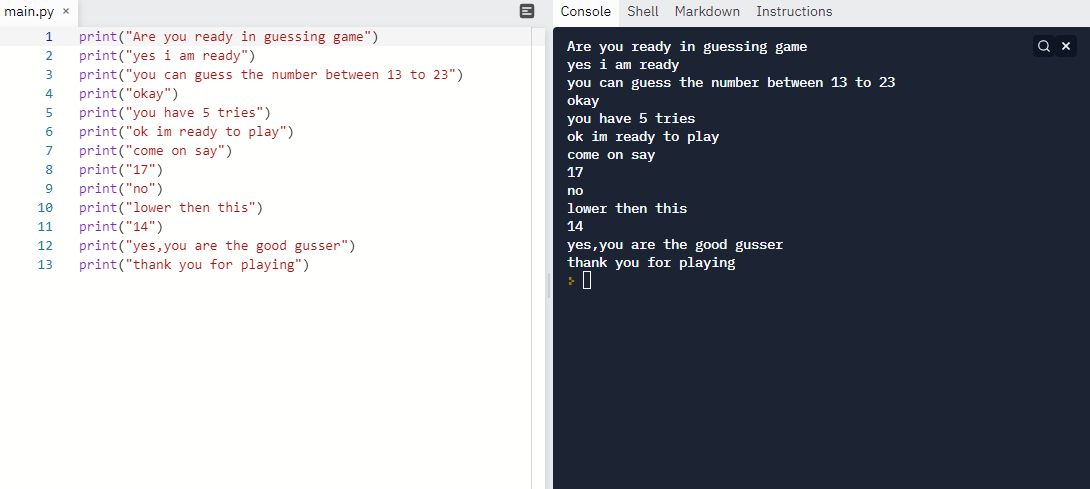 main.py ×
1 print("Are you ready in guessing game")
2 print("yes i am ready")
3 print("you can guess the number between 13 to 23")
4 print("okay")
5 print("you have 5 tries")
6 print("ok im ready to play")
7 print("come on say")
8 print("17")
9 print("no")
10 print("lower then this")
11 print("14")
12 print("yes,you are the good gusser")
13 print("thank you for playing")
Console Shell Markdown Instructions
Are you ready in guessing game
yes i am ready
you can guess the number between 13 to 23
okay
you have 5 tries
ok im ready to play
come on say
17
no
lower then this
14
yes,you are the good gusser
thank you for playing
>